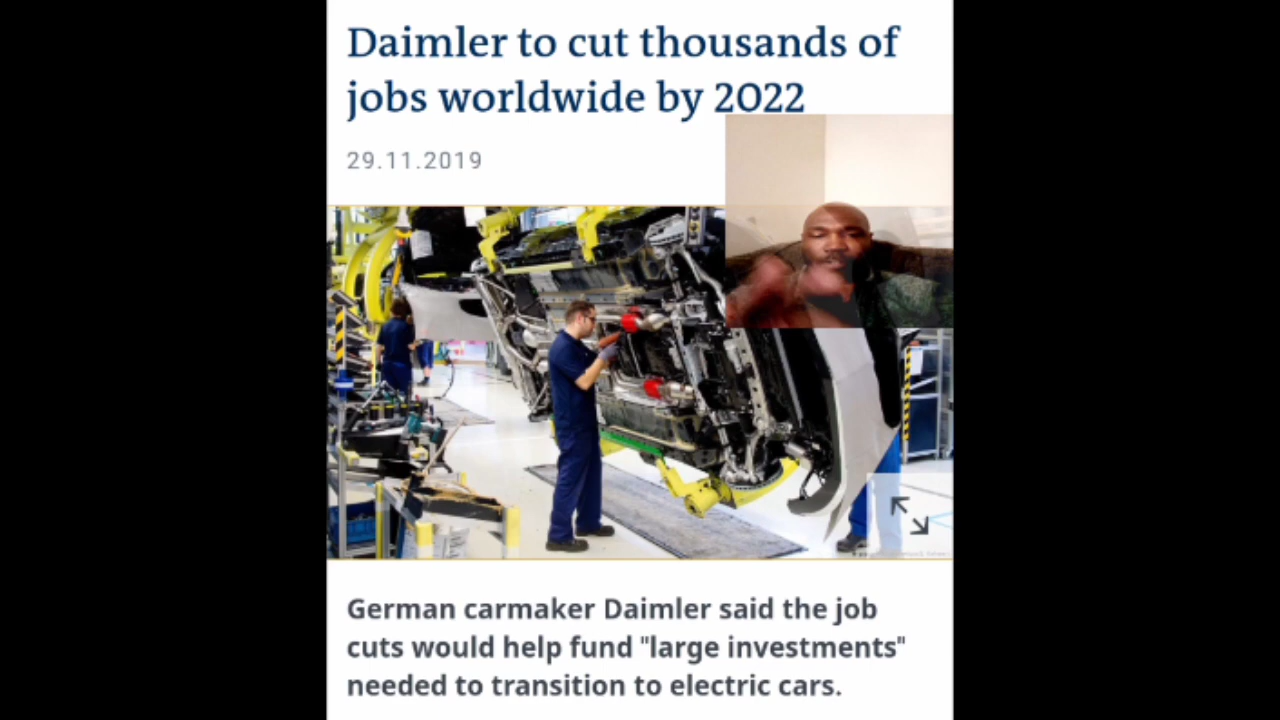 Daimler to cut thousands of
jobs worldwide by 2022
29.11.2019
German carmaker Daimler said the job
cuts would help fund "large investments"
needed to transition to electric cars.